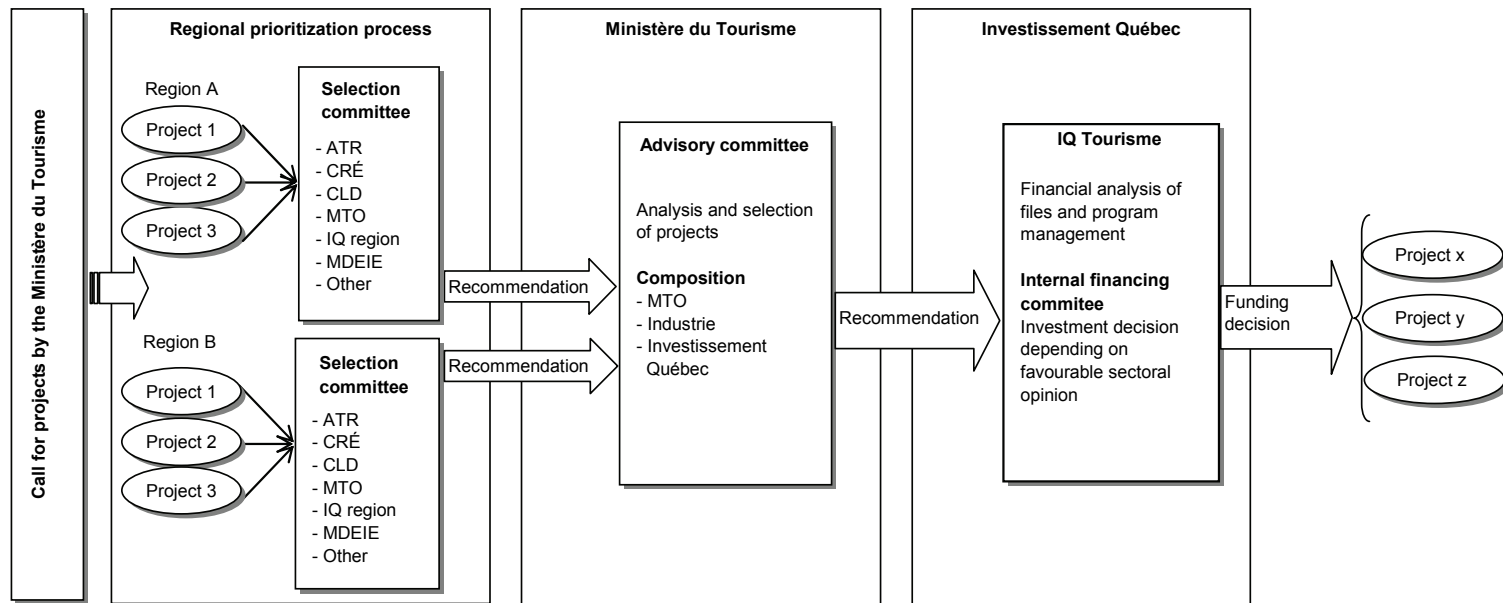 Call for projects by the Ministère du Tourisme
Regional prioritization process
Region A
Project 1
Project 2
Project 3
Selection
committee
- ATR
- CRÉ
- CLD
- MTO
- IQ region
- MDEIE
- Other
Recommendation
Region B
Project 1
Project 2
Project 3
Selection
committee
- ATR
- CRÉ
- CLD
- MTO
- IQ region
- MDEIE
- Other
Recommendation
Ministère du Tourisme
Advisory committee
Analysis and selection
of projects
Composition
- MTO
- Industrie
- Investissement
Québec
Recommendation
Investissement Québec
IQ Tourisme
Financial analysis of
files and program
management
Internal financing
commitee
Investment decision
depending on
favourable sectoral
opinion
Funding
decision
Project x
Project y
Project z